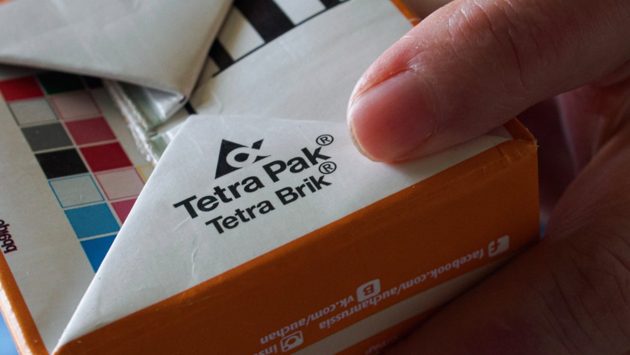 Tetra Pak®
Tetra Brik®
facebook.com/auchanrussia
vk.com/auchan